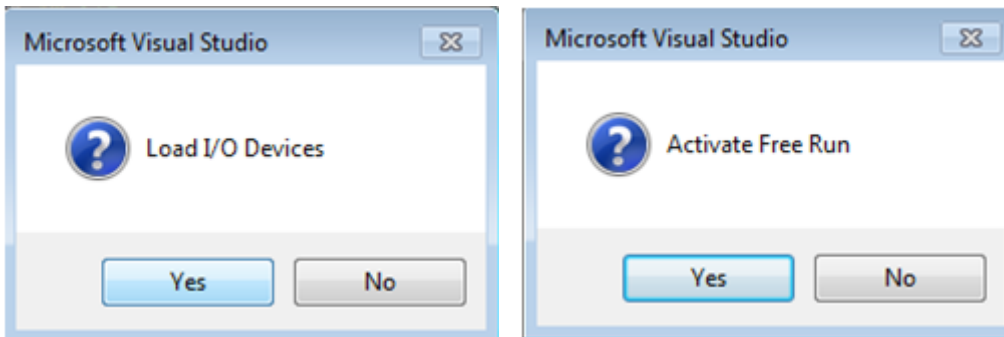 Microsoft Visual Studio
Load I/O Devices
Yes No
Microsoft Visual Studio
Activate Free Run
Yes No